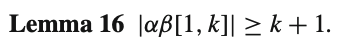 Lemma 16 |αβ[1, k]| ≥ k + 1.